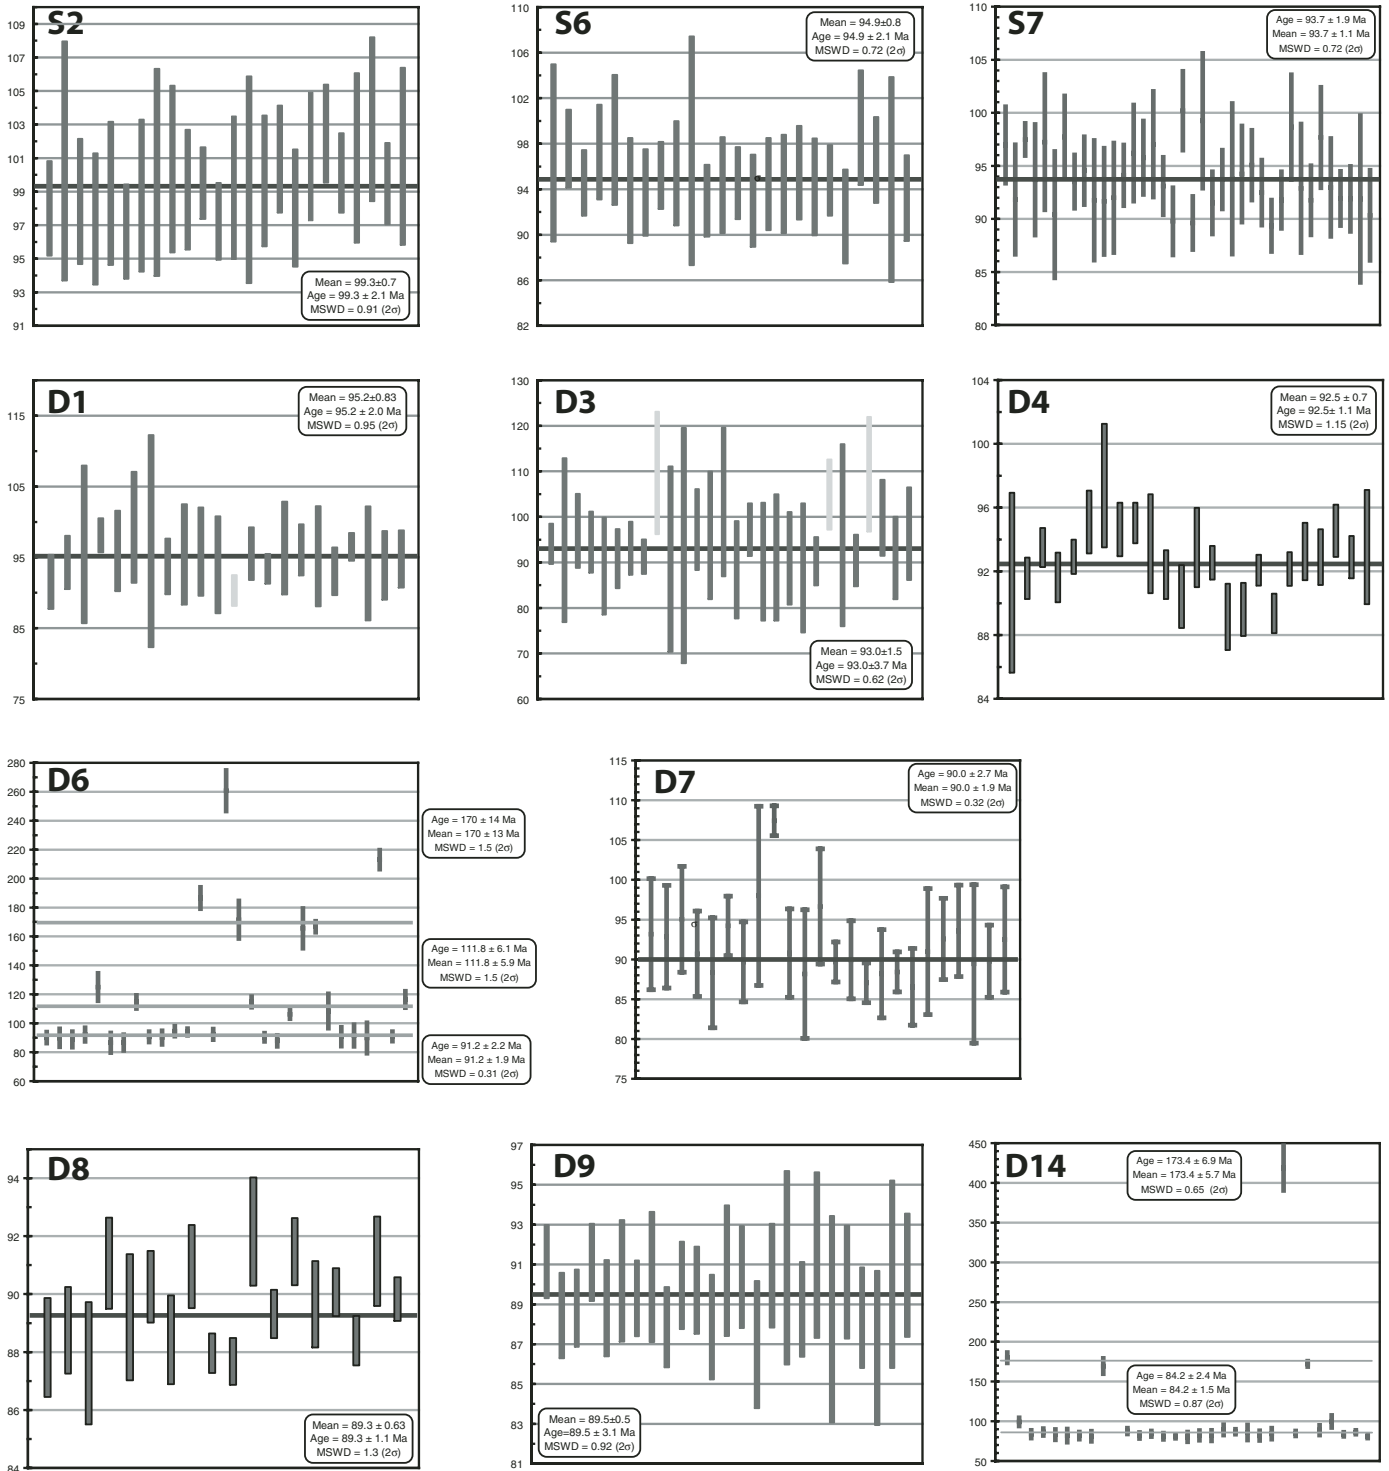 S2
109
107
105
103
101
99
97
95
93
91
Mean = 99.3±0.7
Age = 99.3 ± 2.1 Ma
MSWD = 0.91 (2σ)
S6
110
106
102
98
94
90
86
82
Mean = 94.9±0.8
Age = 94.9 ± 2.1 Ma
MSWD = 0.72 (2σ)
S7
110
105
100
95
90
85
80
Age = 93.7 ± 1.9 Ma
Mean = 93.7 ± 1.1 Ma
MSWD = 0.72 (2σ)
D1
115
105
95
85
75
Mean = 95.2±0.83
Age = 95.2 ± 2.0 Ma
MSWD = 0.95 (2σ)
D3
130
120
110
100
90
80
70
60
Mean = 93.0±1.5
Age = 93.0±3.7 Ma
MSWD = 0.62 (2σ)
D4
104
100
96
92
88
84
Mean = 92.5 ± 0.7
Age = 92.5± 1.1 Ma
MSWD = 1.15 (2σ)
D6
280
260
240
220
200
180
160
140
120
100
80
60
Age = 170 ± 14 Ma
Mean = 170 ± 13 Ma
MSWD = 1.5 (2σ)
Age = 111.8 ± 6.1 Ma
Mean = 111.8 ± 5.9 Ma
MSWD = 1.5 (2σ)
Age = 91.2 ± 2.2 Ma
Mean = 91.2 ± 1.9 Ma
MSWD = 0.31 (2σ)
D7
115
110
105
100
95
90
85
80
75
Age = 90.0 ± 2.7 Ma
Mean = 90.0 ± 1.9 Ma
MSWD = 0.32 (2σ)
D8
94
92
90
88
86
84
Mean = 89.3 ± 0.63
Age = 89.3 ± 1.1 Ma
MSWD = 1.3 (2σ)
D9
97
95
93
91
89
87
85
83
81
Mean = 89.5±0.5
Age=89.5 ± 3.1 Ma
MSWD = 0.92 (2σ)
D14
450
400
350
300
250
200
150
100
50
Age = 173.4 ± 6.9 Ma
Mean = 173.4 ± 5.7 Ma
MSWD = 0.65 (2σ)
Age = 84.2 ± 2.4 Ma
Mean = 84.2 ± 1.5 Ma
MSWD = 0.87 (2σ)